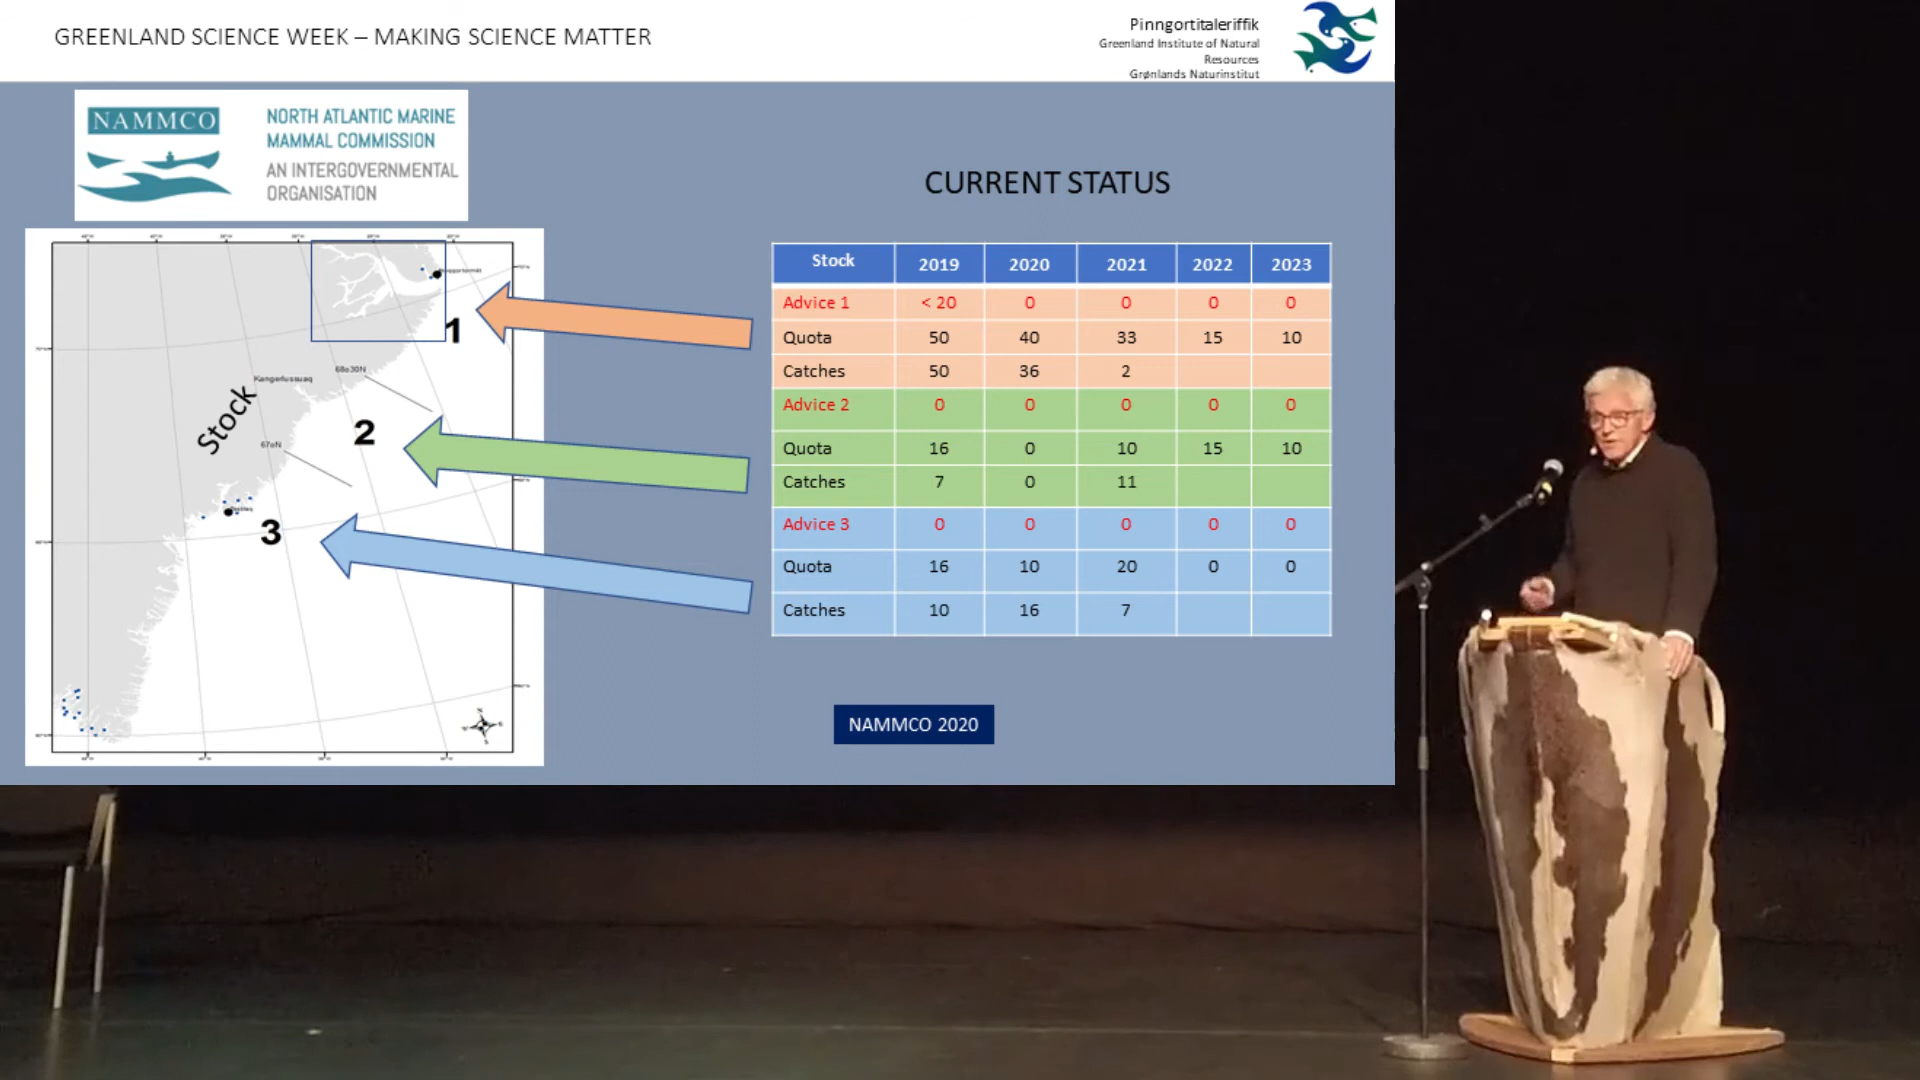 GREENLAND SCIENCE WEEK – MAKING SCIENCE MATTER
Pinngortitaleriffik
Greenland Institute of Natural
Resources
Grønlands Naturinstitut
NAMMCO
NORTH ATLANTIC MARINE
MAMMAL COMMISSION
AN INTERGOVERNMENTAL
ORGANISATION
CURRENT STATUS
1
68o30N
Kangerlussuaq
Stock
2
67oN
3
Stock 2019 2020 2021 2022 2023
Advice 1 < 20 0 0 0 0
Quota 50 40 33 15 10
Catches 50 36 2
Advice 2 0 0 0 0 0
Quota 16 0 10 15 10
Catches 7 0 11
Advice 3 0 0 0 0 0
Quota 16 10 20 0 0
Catches 10 16 7
NAMMCO 2020